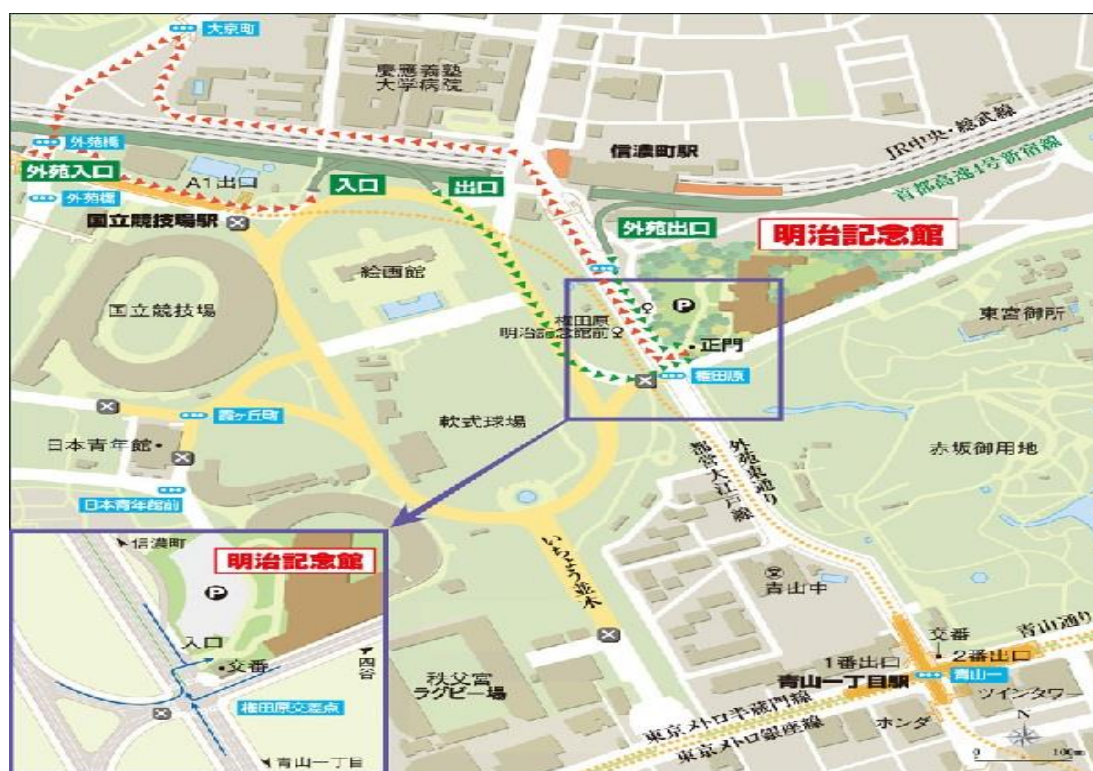 大京町
慶應義塾
大学病院
外苑橋
信濃町駅
JR中央・総武線
首都高速4号新宿線
外苑入口
A1出口
入口
出口
外苑橋
国立競技場駅
外苑出口
明治記念館
絵画館
国立競技場
権田原
明治記念館前
P
正門
東宮御所
権田原
霞ヶ丘町
軟式球場
日本青年館
外苑東通り
都営大江戸線
赤坂御用地
日本青年館前
いちょう並木
青山中
信濃町
明治記念館
P
入口
交番
四谷
権田原交差点
青山一丁目
秩父宮
ラグビー場
交番
青山通り
1番出口
2番出口
青山一丁目駅
青山一
ツインタワー
東京メトロ半蔵門線
ホンダ
東京メトロ銀座線
N
0
100m